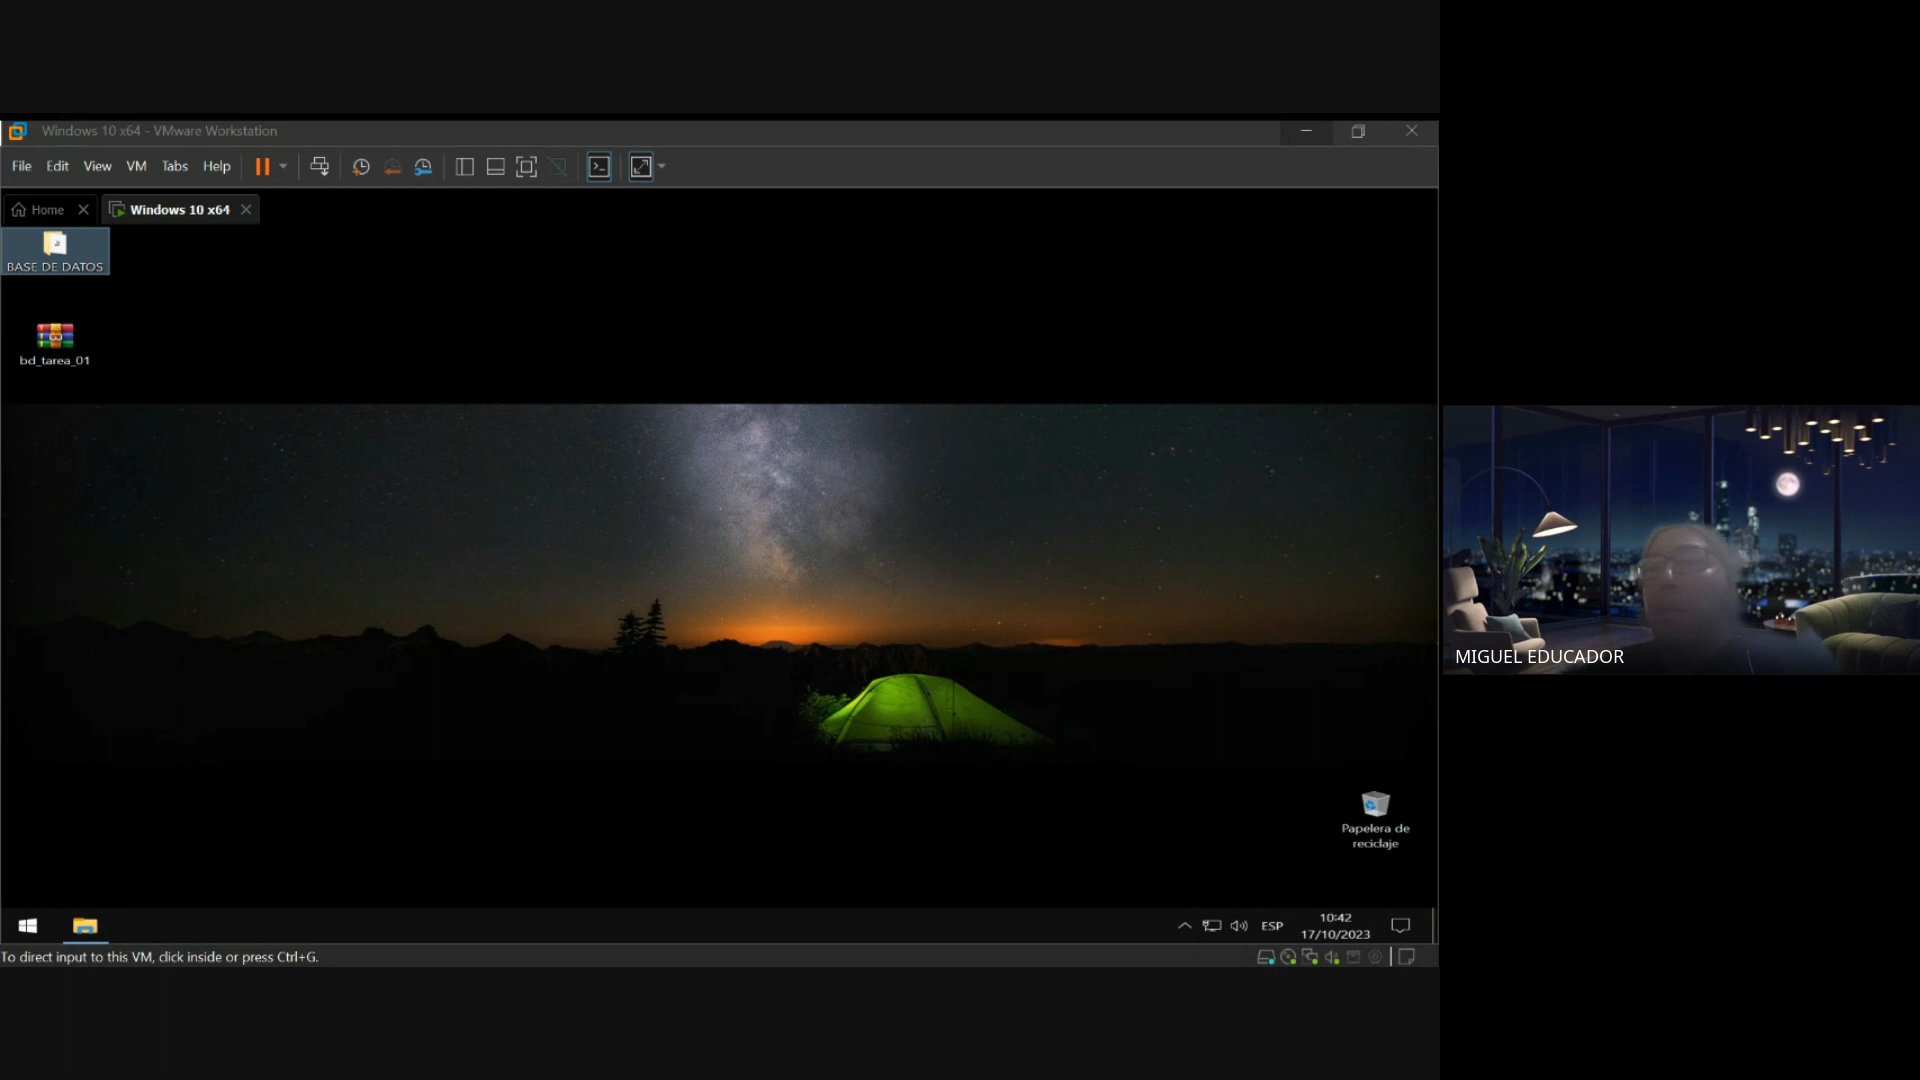 Windows 10 x64 - VMware Workstation
File Edit View VM Tabs Help
Home
Windows 10 x64
BASE DE DATOS
bd_tarea_01
MIGUEL EDUCADOR
Papelera de
reciclaje
ESP
10:42
17/10/2023
To direct input to this VM, click inside or press Ctrl+G.